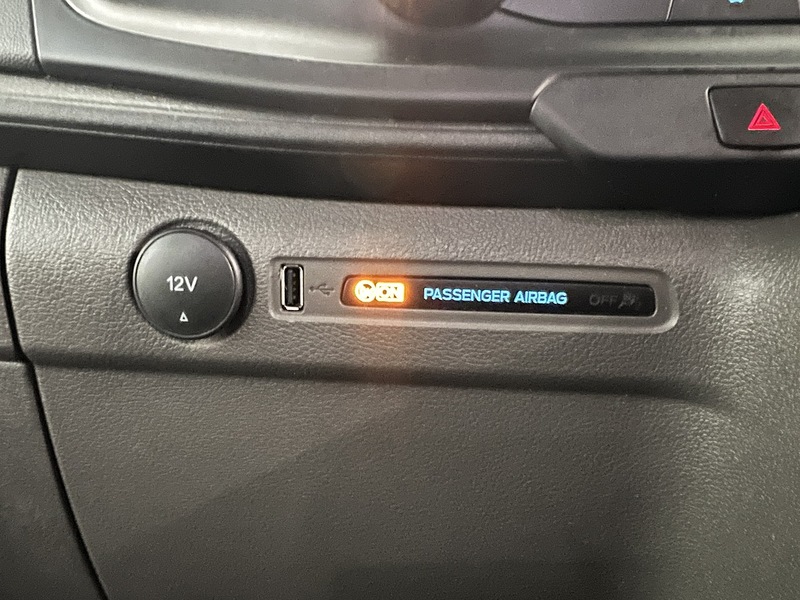 12V
ON PASSENGER AIRBAG OFF